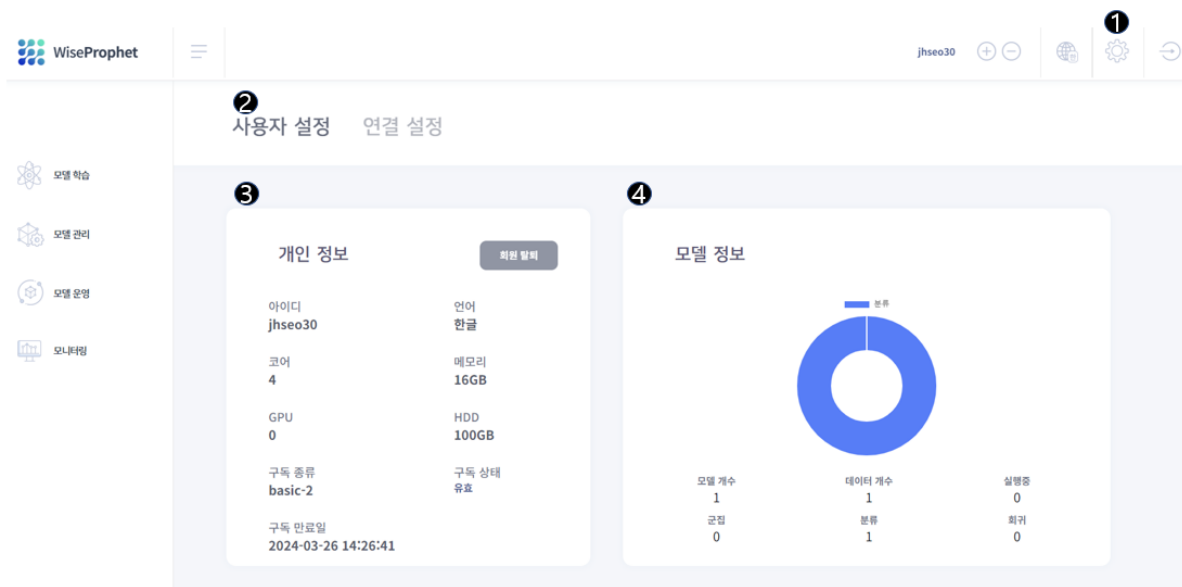 1
WiseProphet
jhseo30
2
사용자 설정
연결 설정
모델 학습
모델 관리
모델 운영
모니터링
3
개인 정보
회원 탈퇴
아이디
jhseo30
언어
한글
코어
4
메모리
16GB
GPU
0
HDD
100GB
구독 종류
basic-2
구독 상태
유효
구독 만료일
2024-03-26 14:26:41
4
모델 정보
분류
모델 개수
1
데이터 개수
1
실행중
0
군집
0
분류
1
회귀
0